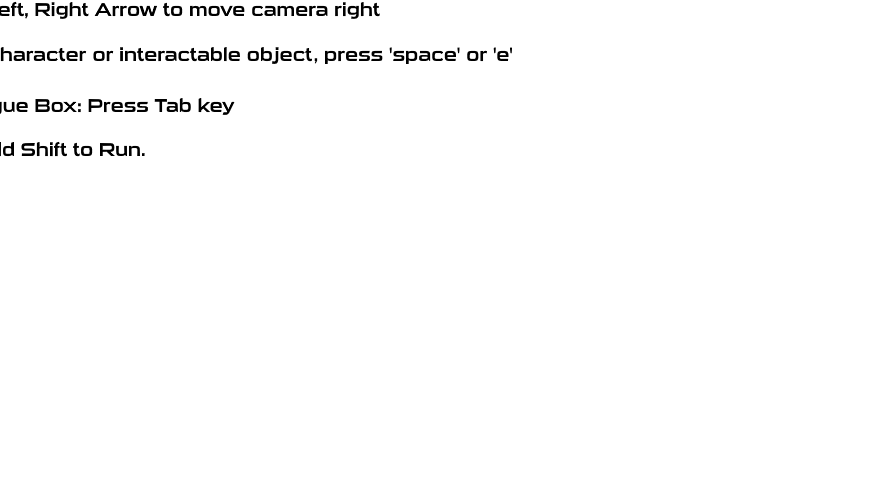 eft, Right Arrow to move camera right
haracter or interactable object, press 'space' or 'e'
gue Box: Press Tab key
ld Shift to Run.